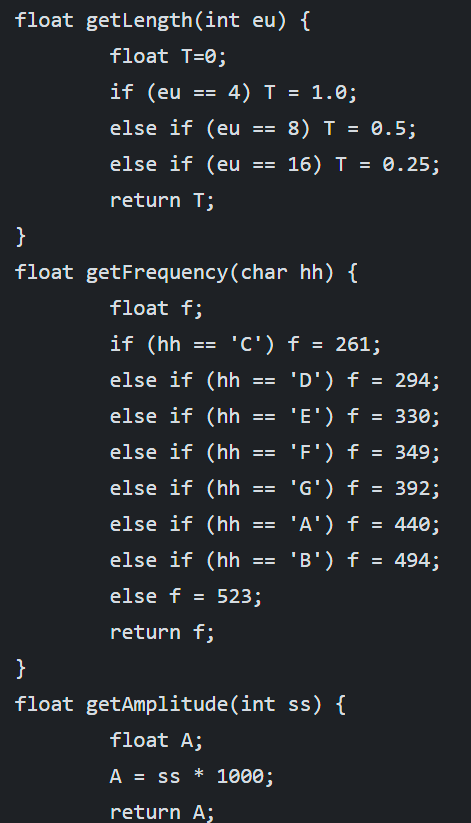 float getLength(int eu) {
float T=0;
if (eu == 4) T = 1.0;
else if (eu == 8) T = 0.5;
else if (eu == 16) T = 0.25;
return T;
}
float getFrequency(char hh) {
float f;
if (hh == 'C') f = 261;
else if (hh == 'D') f = 294;
else if (hh == 'E') f = 330;
else if (hh == 'F') f = 349;
else if (hh == 'G') f = 392;
else if (hh == 'A') f = 440;
else if (hh == 'B') f = 494;
else f = 523;
return f;
}
float getAmplitude(int ss) {
float A;
A = ss * 1000;
return A;